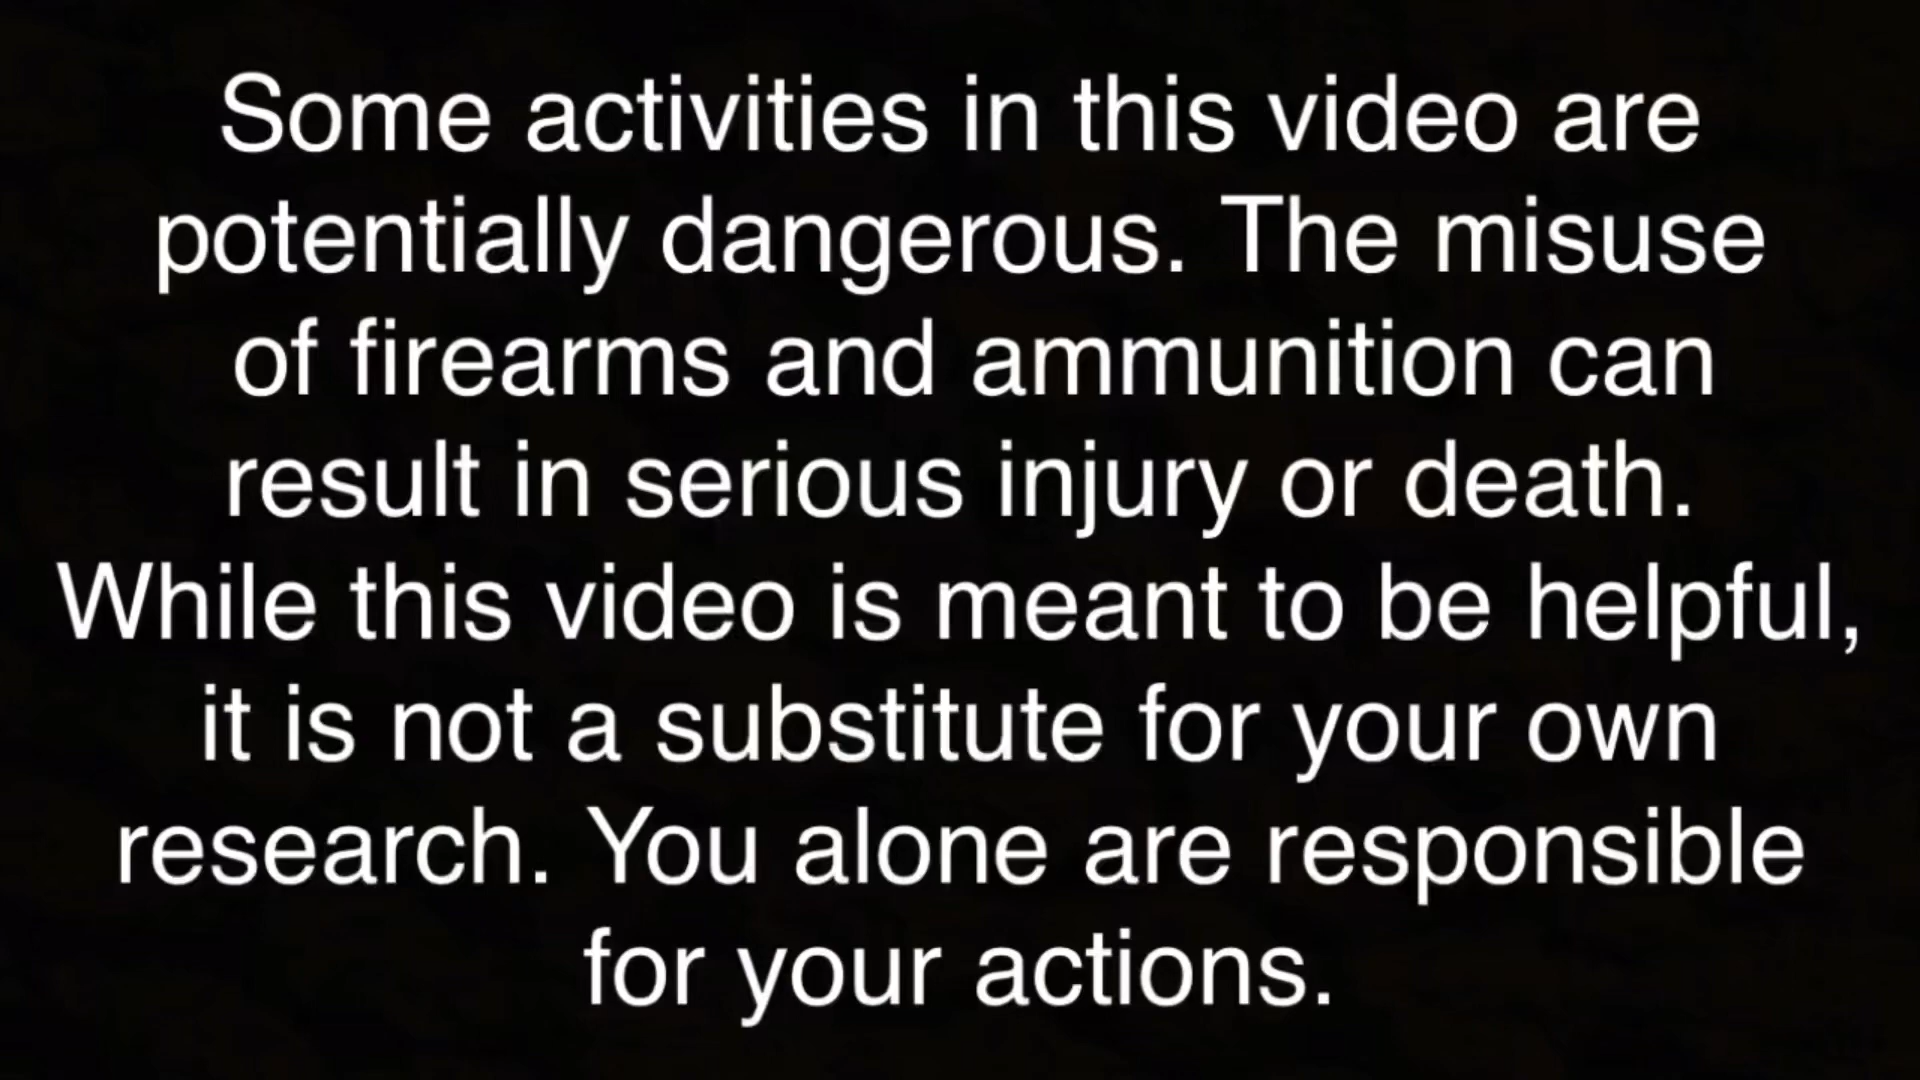 Some activities in this video are
potentially dangerous. The misuse
of firearms and ammunition can
result in serious injury or death.
While this video is meant to be helpful,
it is not a substitute for your own
research. You alone are responsible
for your actions.